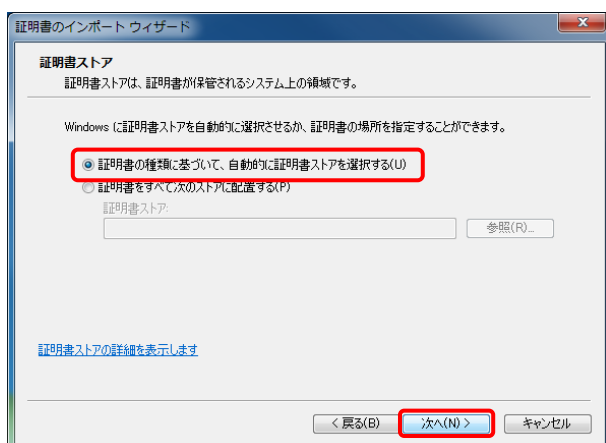 証明書のインポート ウィザード
証明書ストア
証明書ストアは、証明書が保管されるシステム上の領域です。
Windows に証明書ストアを自動的に選択させるか、証明書の場所を指定することができます。
証明書の種類に基づいて、自動的に証明書ストアを選択する(U)
証明書をすべて次のストアに配置する(P)
証明書ストア:
参照(R)...
証明書ストアの詳細を表示します
< 戻る(B)
次へ(N) >
キャンセル